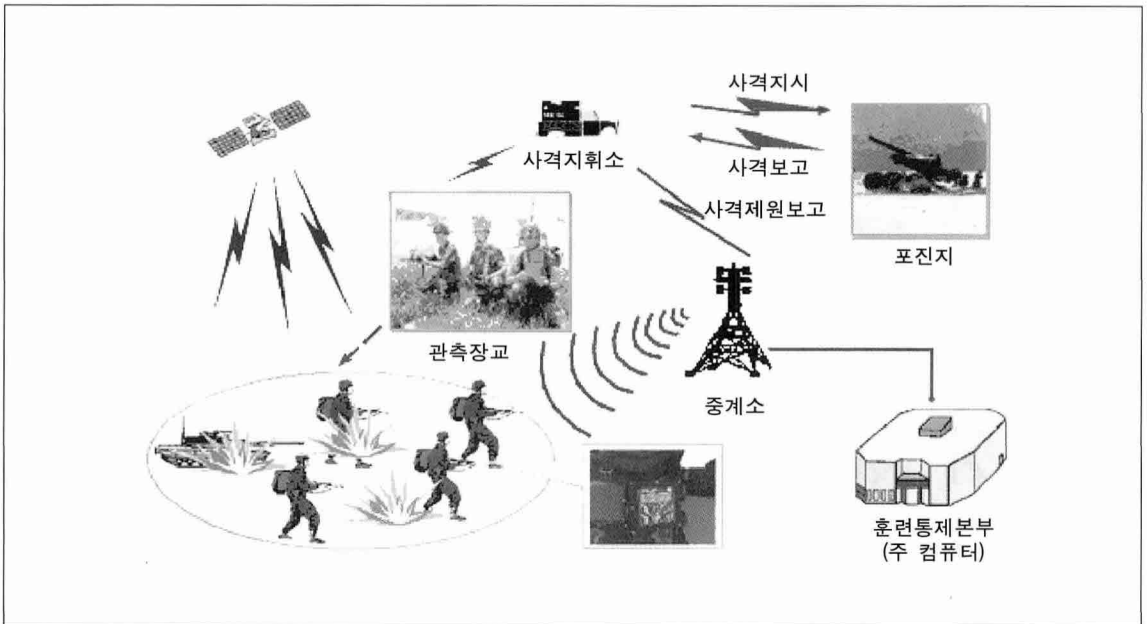 사격지시
사격지휘소
사격보고
사격제원보고
포진지
관측장교
중계소
훈련통제본부
(주 컴퓨터)